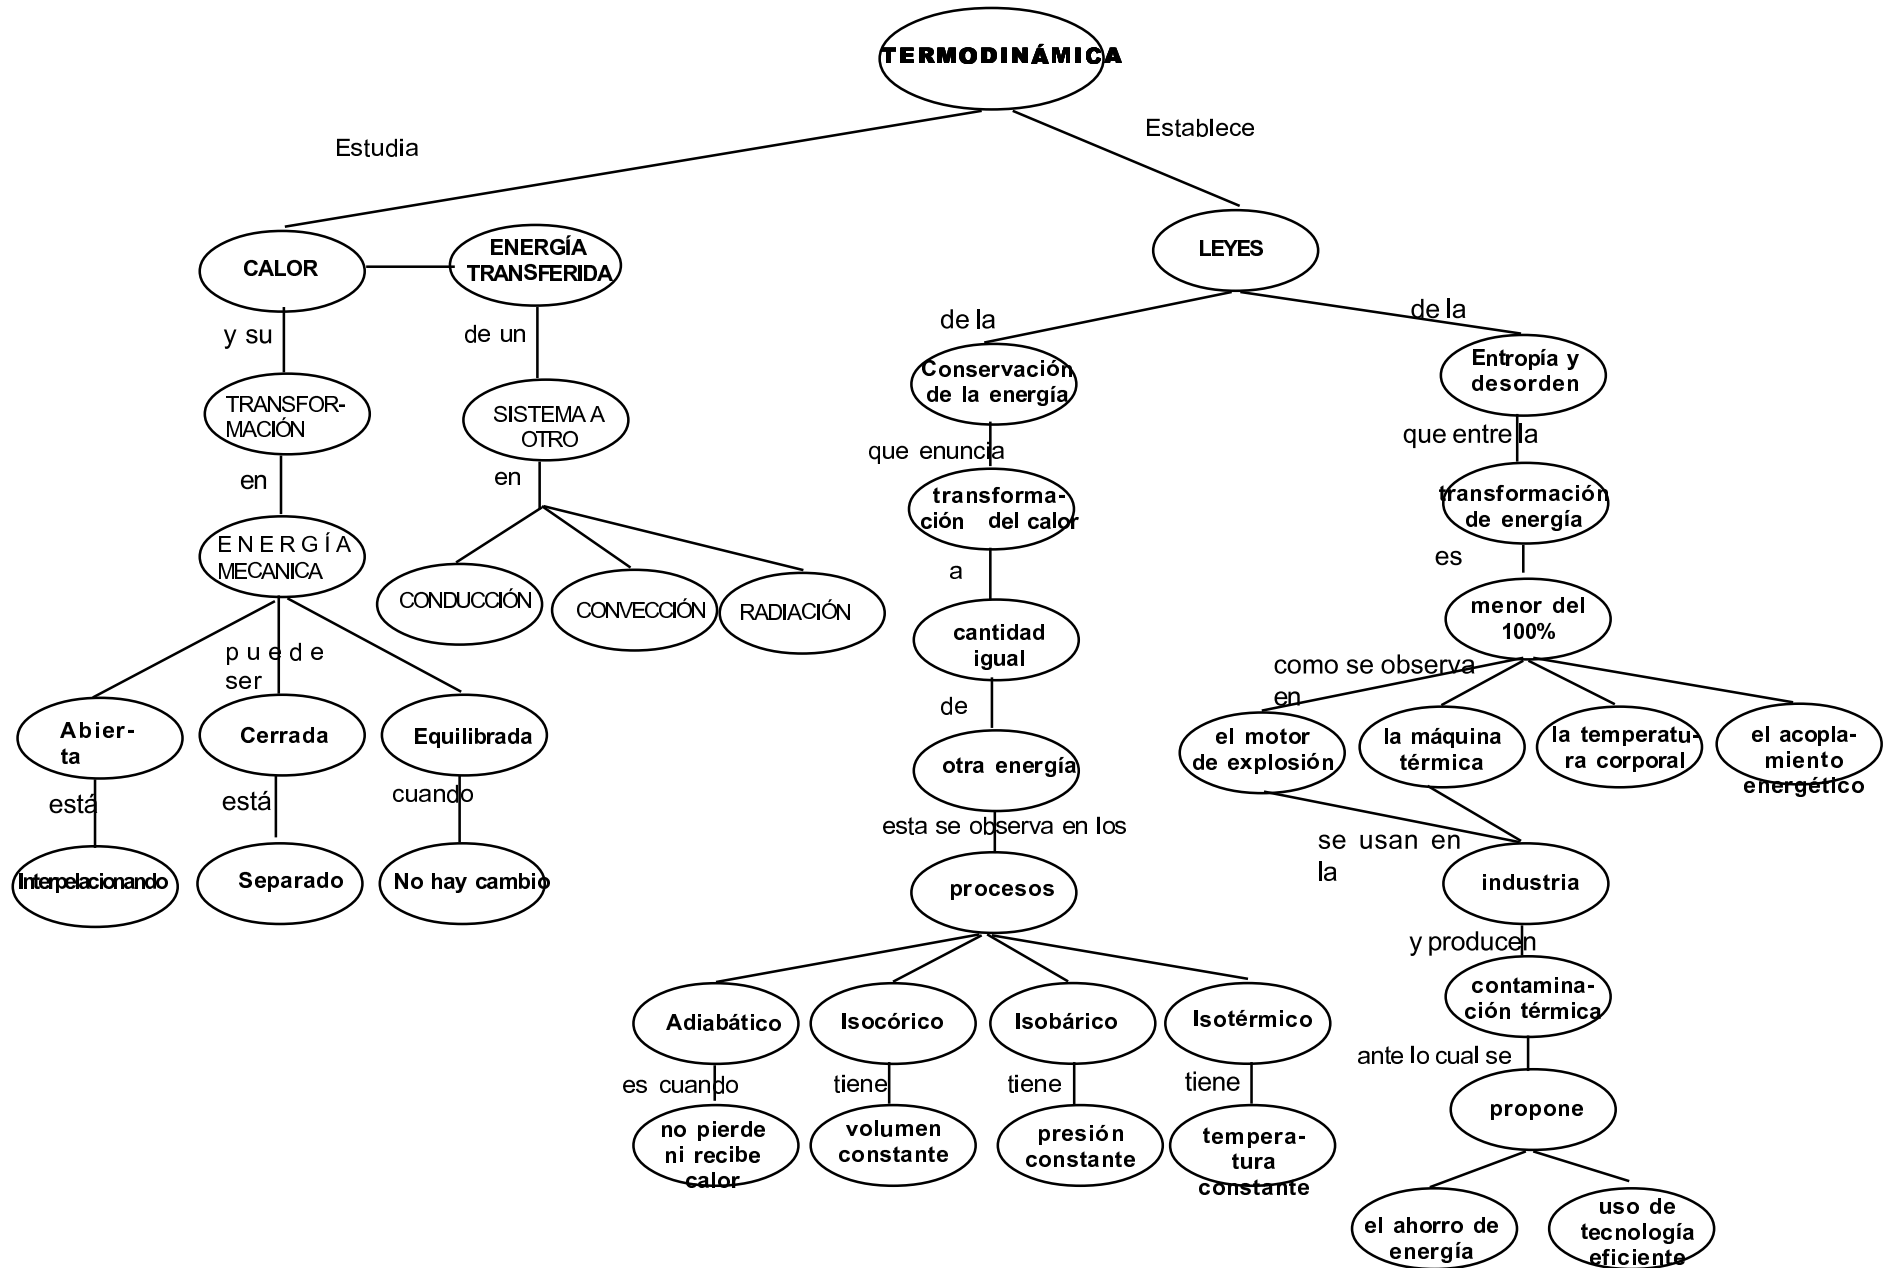 TERMODINÁMICA
Estudia
Establece
CALOR
ENERGÍA
TRANSFERIDA
LEYES
y su
de un
de la
de la
TRANSFOR-
MACIÓN
SISTEMA A
OTRO
Conservación
de la energía
Entropía y
desorden
en
en
que enuncia
que entre la
ENERGÍA
MECANICA
transforma-
ción del calor
transformación
de energía
CONDUCCIÓN
CONVECCIÓN
RADIACIÓN
a
es
puede
ser
cantidad
igual
menor del
100%
como se observa
en
Abier-
ta
Cerrada
Equilibrada
de
el motor
de explosión
la máquina
térmica
la temperatu-
ra corporal
el acopla-
miento
energético
está
está
cuando
otra energía
esta se observa en los
se usan en
la
Interpelacionando
Separado
No hay cambio
procesos
industria
y producen
Adiabático
Isocórico
Isobárico
Isotérmico
contamina-
ción térmica
es cuando
tiene
tiene
tiene
ante lo cual se
no pierde
ni recibe
calor
volumen
constante
presión
constante
tempera-
tura
constante
propone
el ahorro de
energía
uso de
tecnología
eficiente